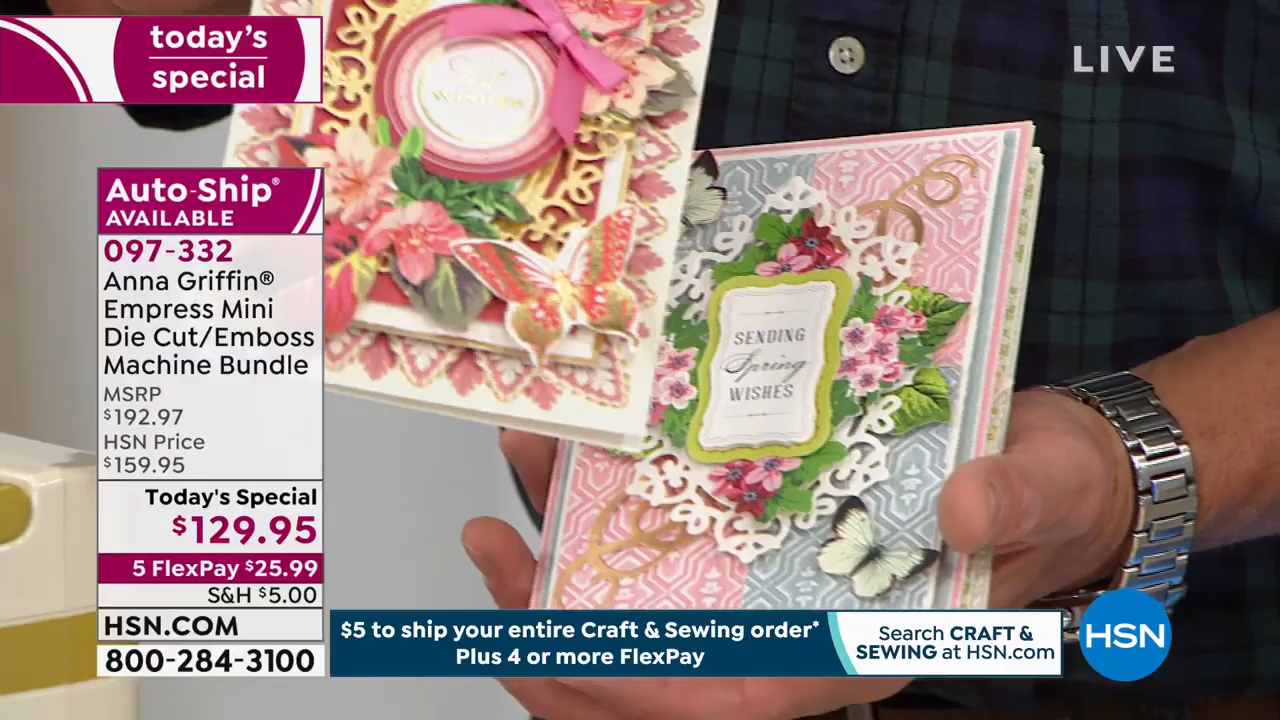 today's
special
LIVE
Auto-Ship®
AVAILABLE
097-332
Anna Griffin®
Empress Mini
Die Cut/Emboss
Machine Bundle
MSRP
$192.97
HSN Price
$159.95
Today's Special
$129.95
5 FlexPay $25.99
S&H $5.00
HSN.COM
800-284-3100
SENDING
Spring
WISHES
$5 to ship your entire Craft & Sewing order*
Plus 4 or more FlexPay
Search CRAFT &
SEWING at HSN.com
HSN